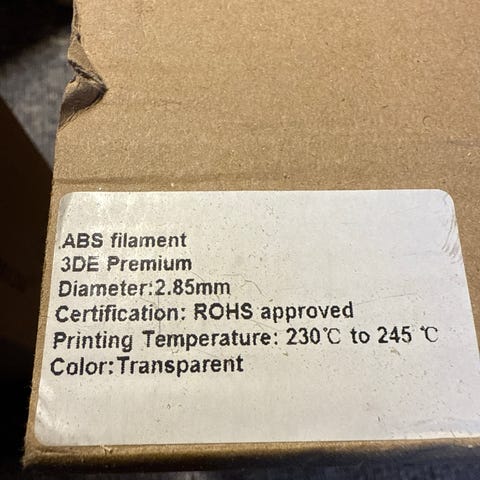 ABS filament
3DE Premium
Diameter:2.85mm
Certification: ROHS approved
Printing Temperature: 230℃ to 245 ℃
Color:Transparent